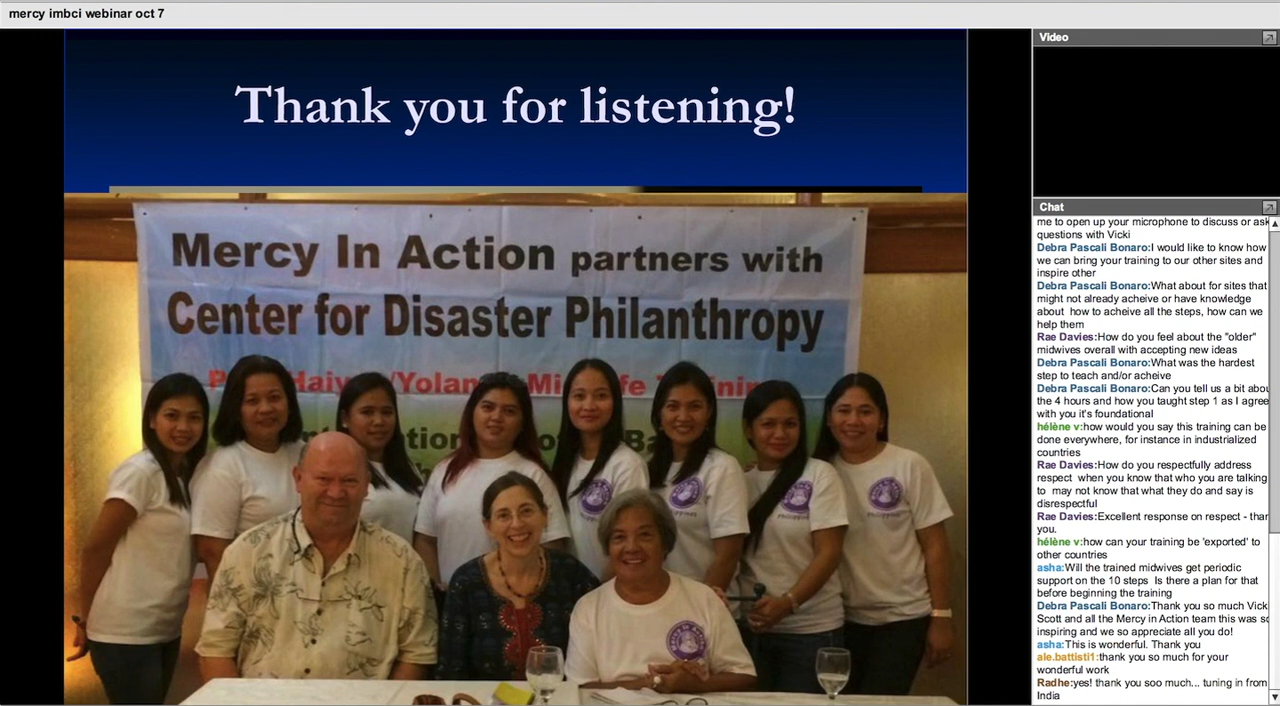 mercy imbci webinar oct 7
Thank you for listening!
Mercy In Action partners with
Center for Disaster Philanthropy
Video
Chat
me to open up your microphone to discuss or ask
questions with Vicki
Debra Pascali Bonaro:I would like to know how
we can bring your training to our other sites and
inspire other
Debra Pascali Bonaro:What about for sites that
might not already acheive or have knowledge
about how to acheive all the steps, how can we
help them
Rae Davies:How do you feel about the "older"
midwives overall with accepting new ideas
Debra Pascali Bonaro:What was the hardest
step to teach and/or acheive
Debra Pascali Bonaro:Can you tell us a bit abou
the 4 hours and how you taught step 1 as I agree
with you it's foundational
hélène v:how would you say this training can be
done everywhere, for instance in industrialized
countries
Rae Davies:How do you respectfully address
respect when you know that who you are talking
to may not know that what they do and say is
disrespectful
Rae Davies:Excellent response on respect - than
you.
hélène v:how can your training be 'exported' to
other countries
asha:Will the trained midwives get periodic
support on the 10 steps Is there a plan for that
before beginning the training
Debra Pascali Bonaro:Thank you so much Vick
Scott and all the Mercy in Action team this was so
inspiring and we so appreciate all you do!
asha:This is wonderful. Thank you
ale.battisti1:thank you so much for your
wonderful work
Radhe:yes! thank you soo much... tuning in from
India